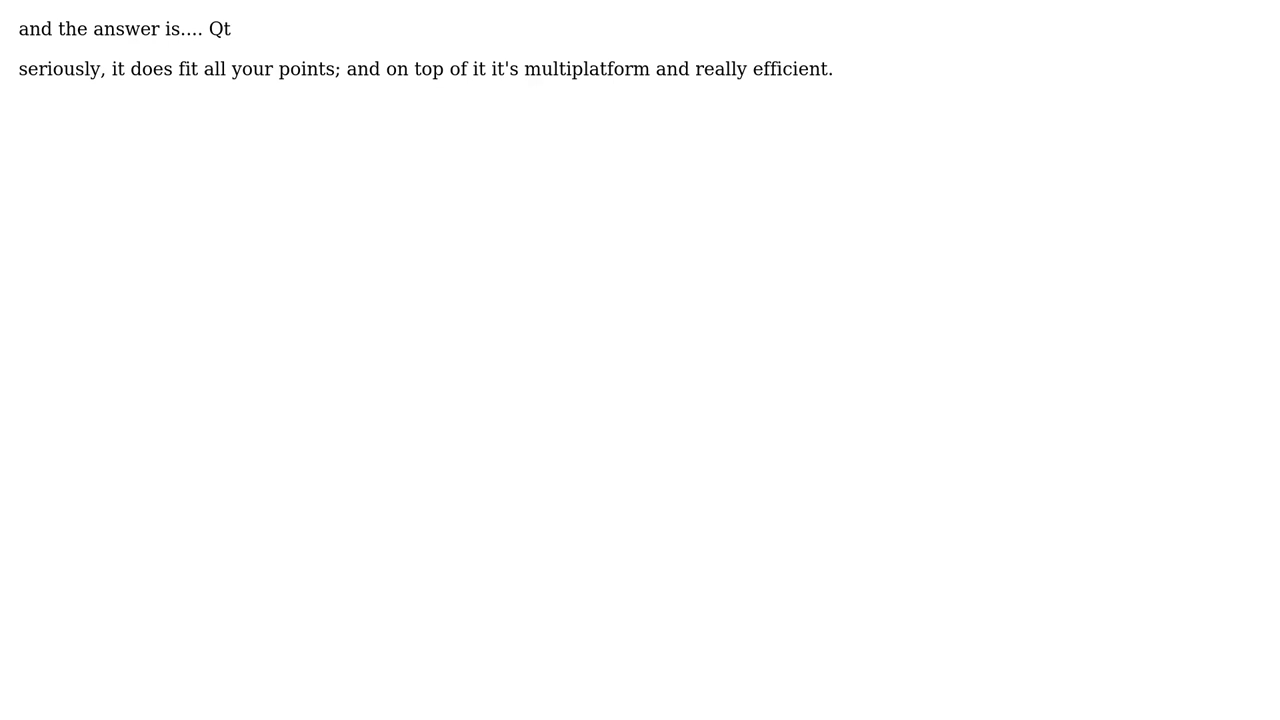 and the answer is.... Qt
seriously, it does fit all your points; and on top of it it's multiplatform and really efficient.